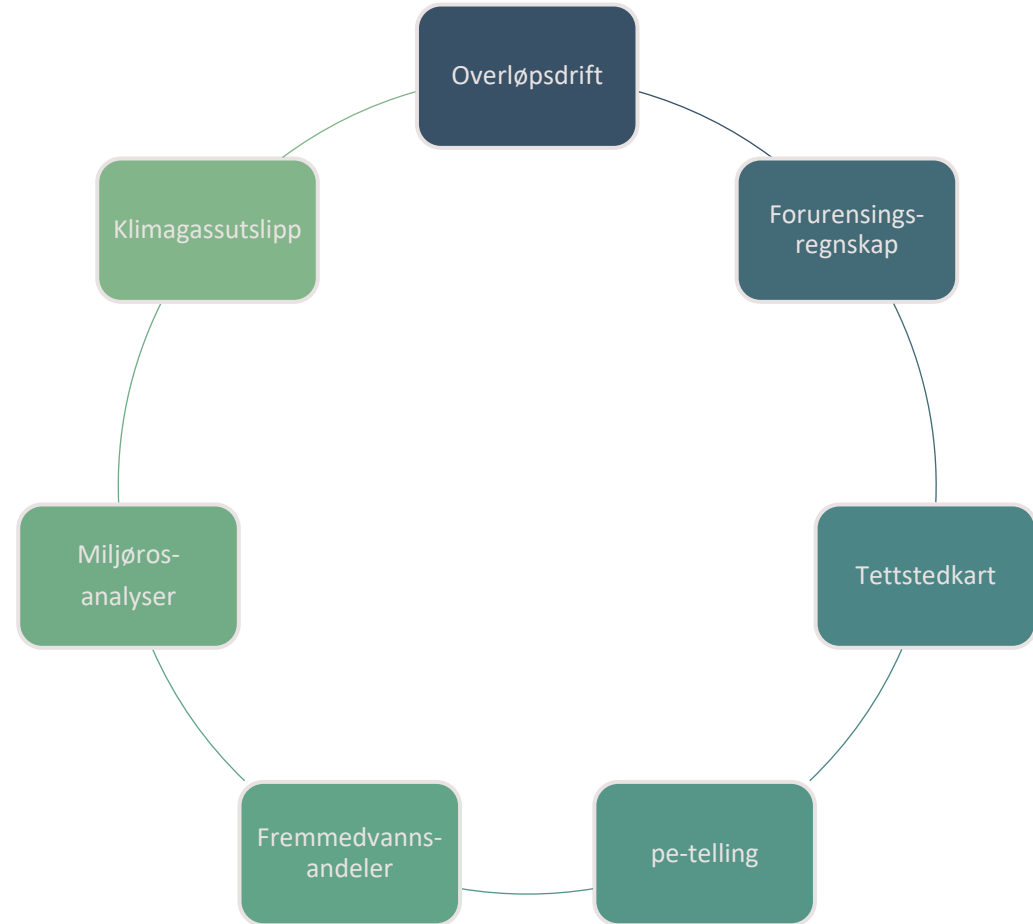 Overløpsdrift
Forurensings-
regnskap
Tettstedkart
pe-telling
Fremmedvanns-
andeler
Miljøros-
analyser
Klimagassutslipp